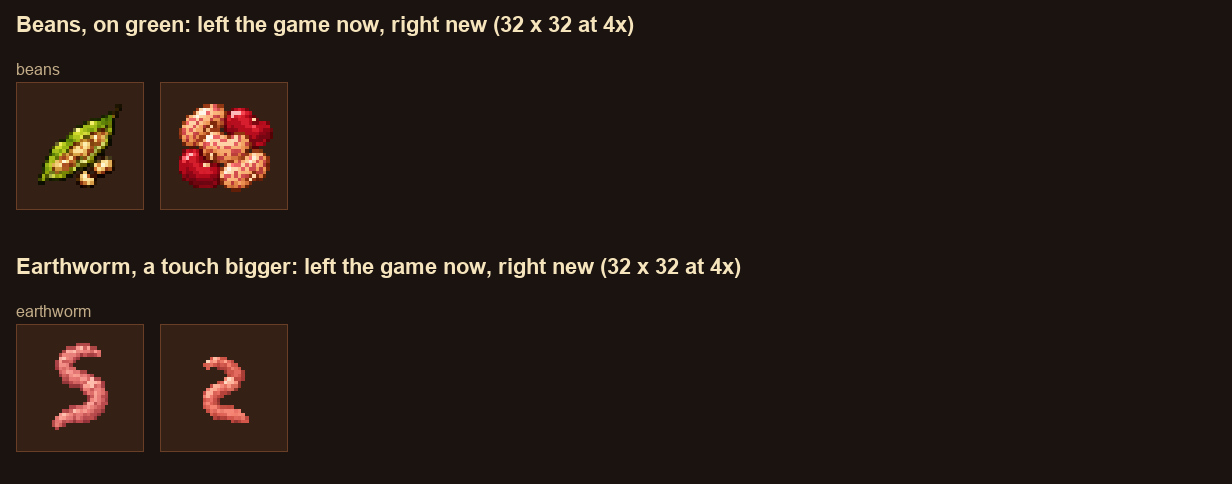 Beans, on green: left the game now, right new (32 x 32 at 4x)
beans
Earthworm, a touch bigger: left the game now, right new (32 x 32 at 4x)
earthworm